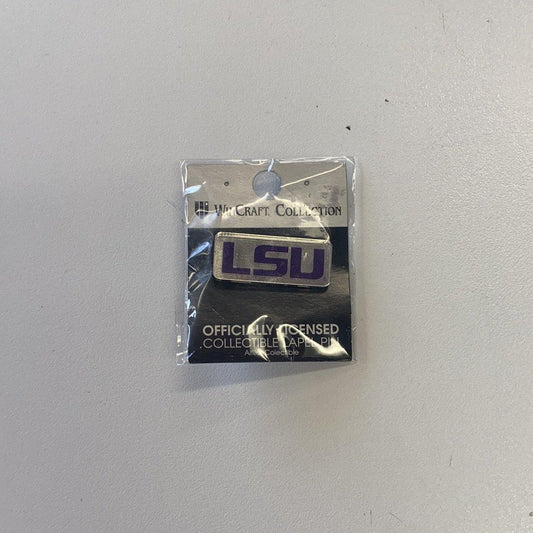 WinCraft Collection
LSU
OFFICIALLY LICENSED
COLLECTIBLE LAPEL PIN